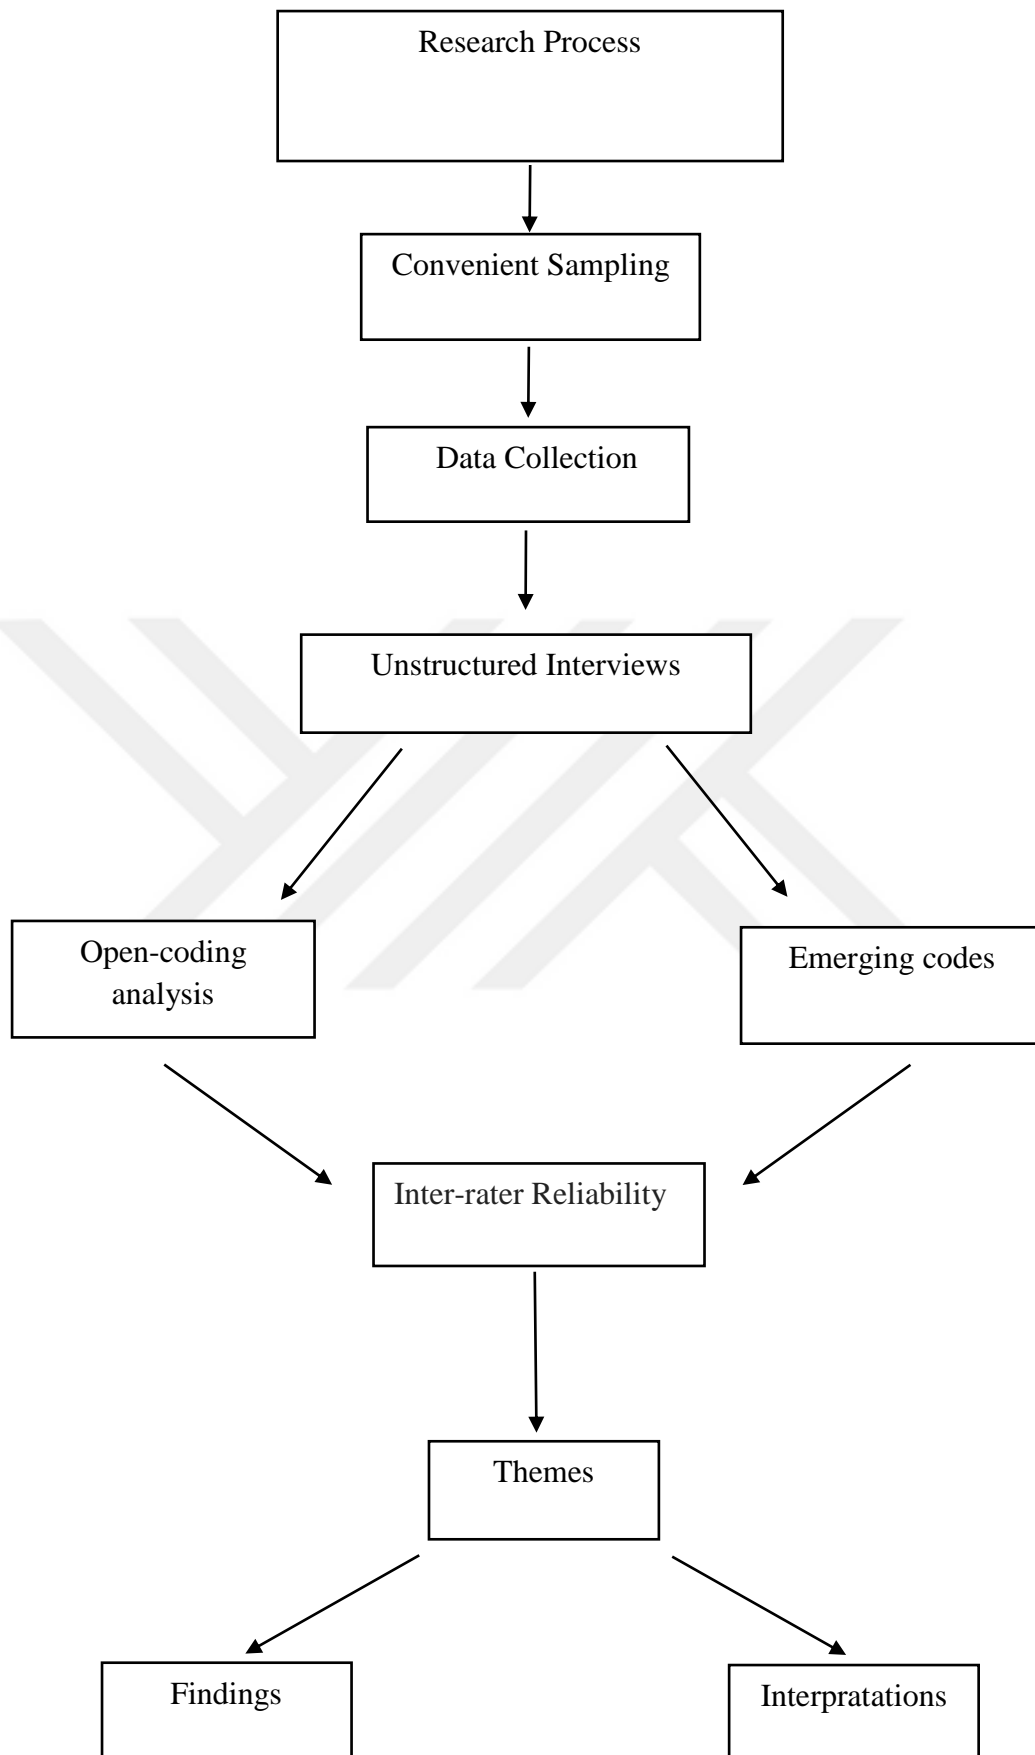 Research Process
Convenient Sampling
Data Collection
Unstructured Interviews
Open-coding
analysis
Emerging codes
Inter-rater Reliability
Themes
Findings
Interpratations